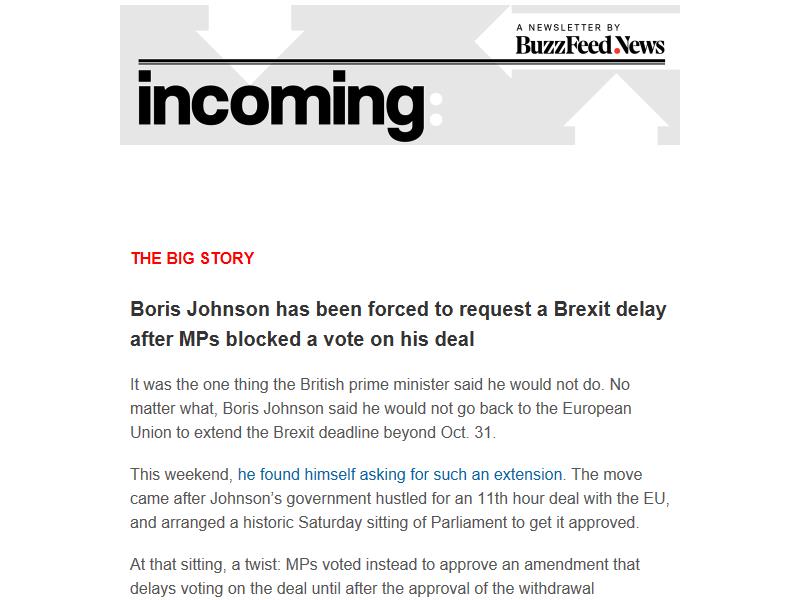 A NEWSLETTER BY
BuzzFeed.News
incoming:
THE BIG STORY
Boris Johnson has been forced to request a Brexit delay
after MPs blocked a vote on his deal
It was the one thing the British prime minister said he would not do. No
matter what, Boris Johnson said he would not go back to the European
Union to extend the Brexit deadline beyond Oct. 31.
This weekend, he found himself asking for such an extension. The move
came after Johnson’s government hustled for an 11th hour deal with the EU,
and arranged a historic Saturday sitting of Parliament to get it approved.
At that sitting, a twist: MPs voted instead to approve an amendment that
delays voting on the deal until after the approval of the withdrawal